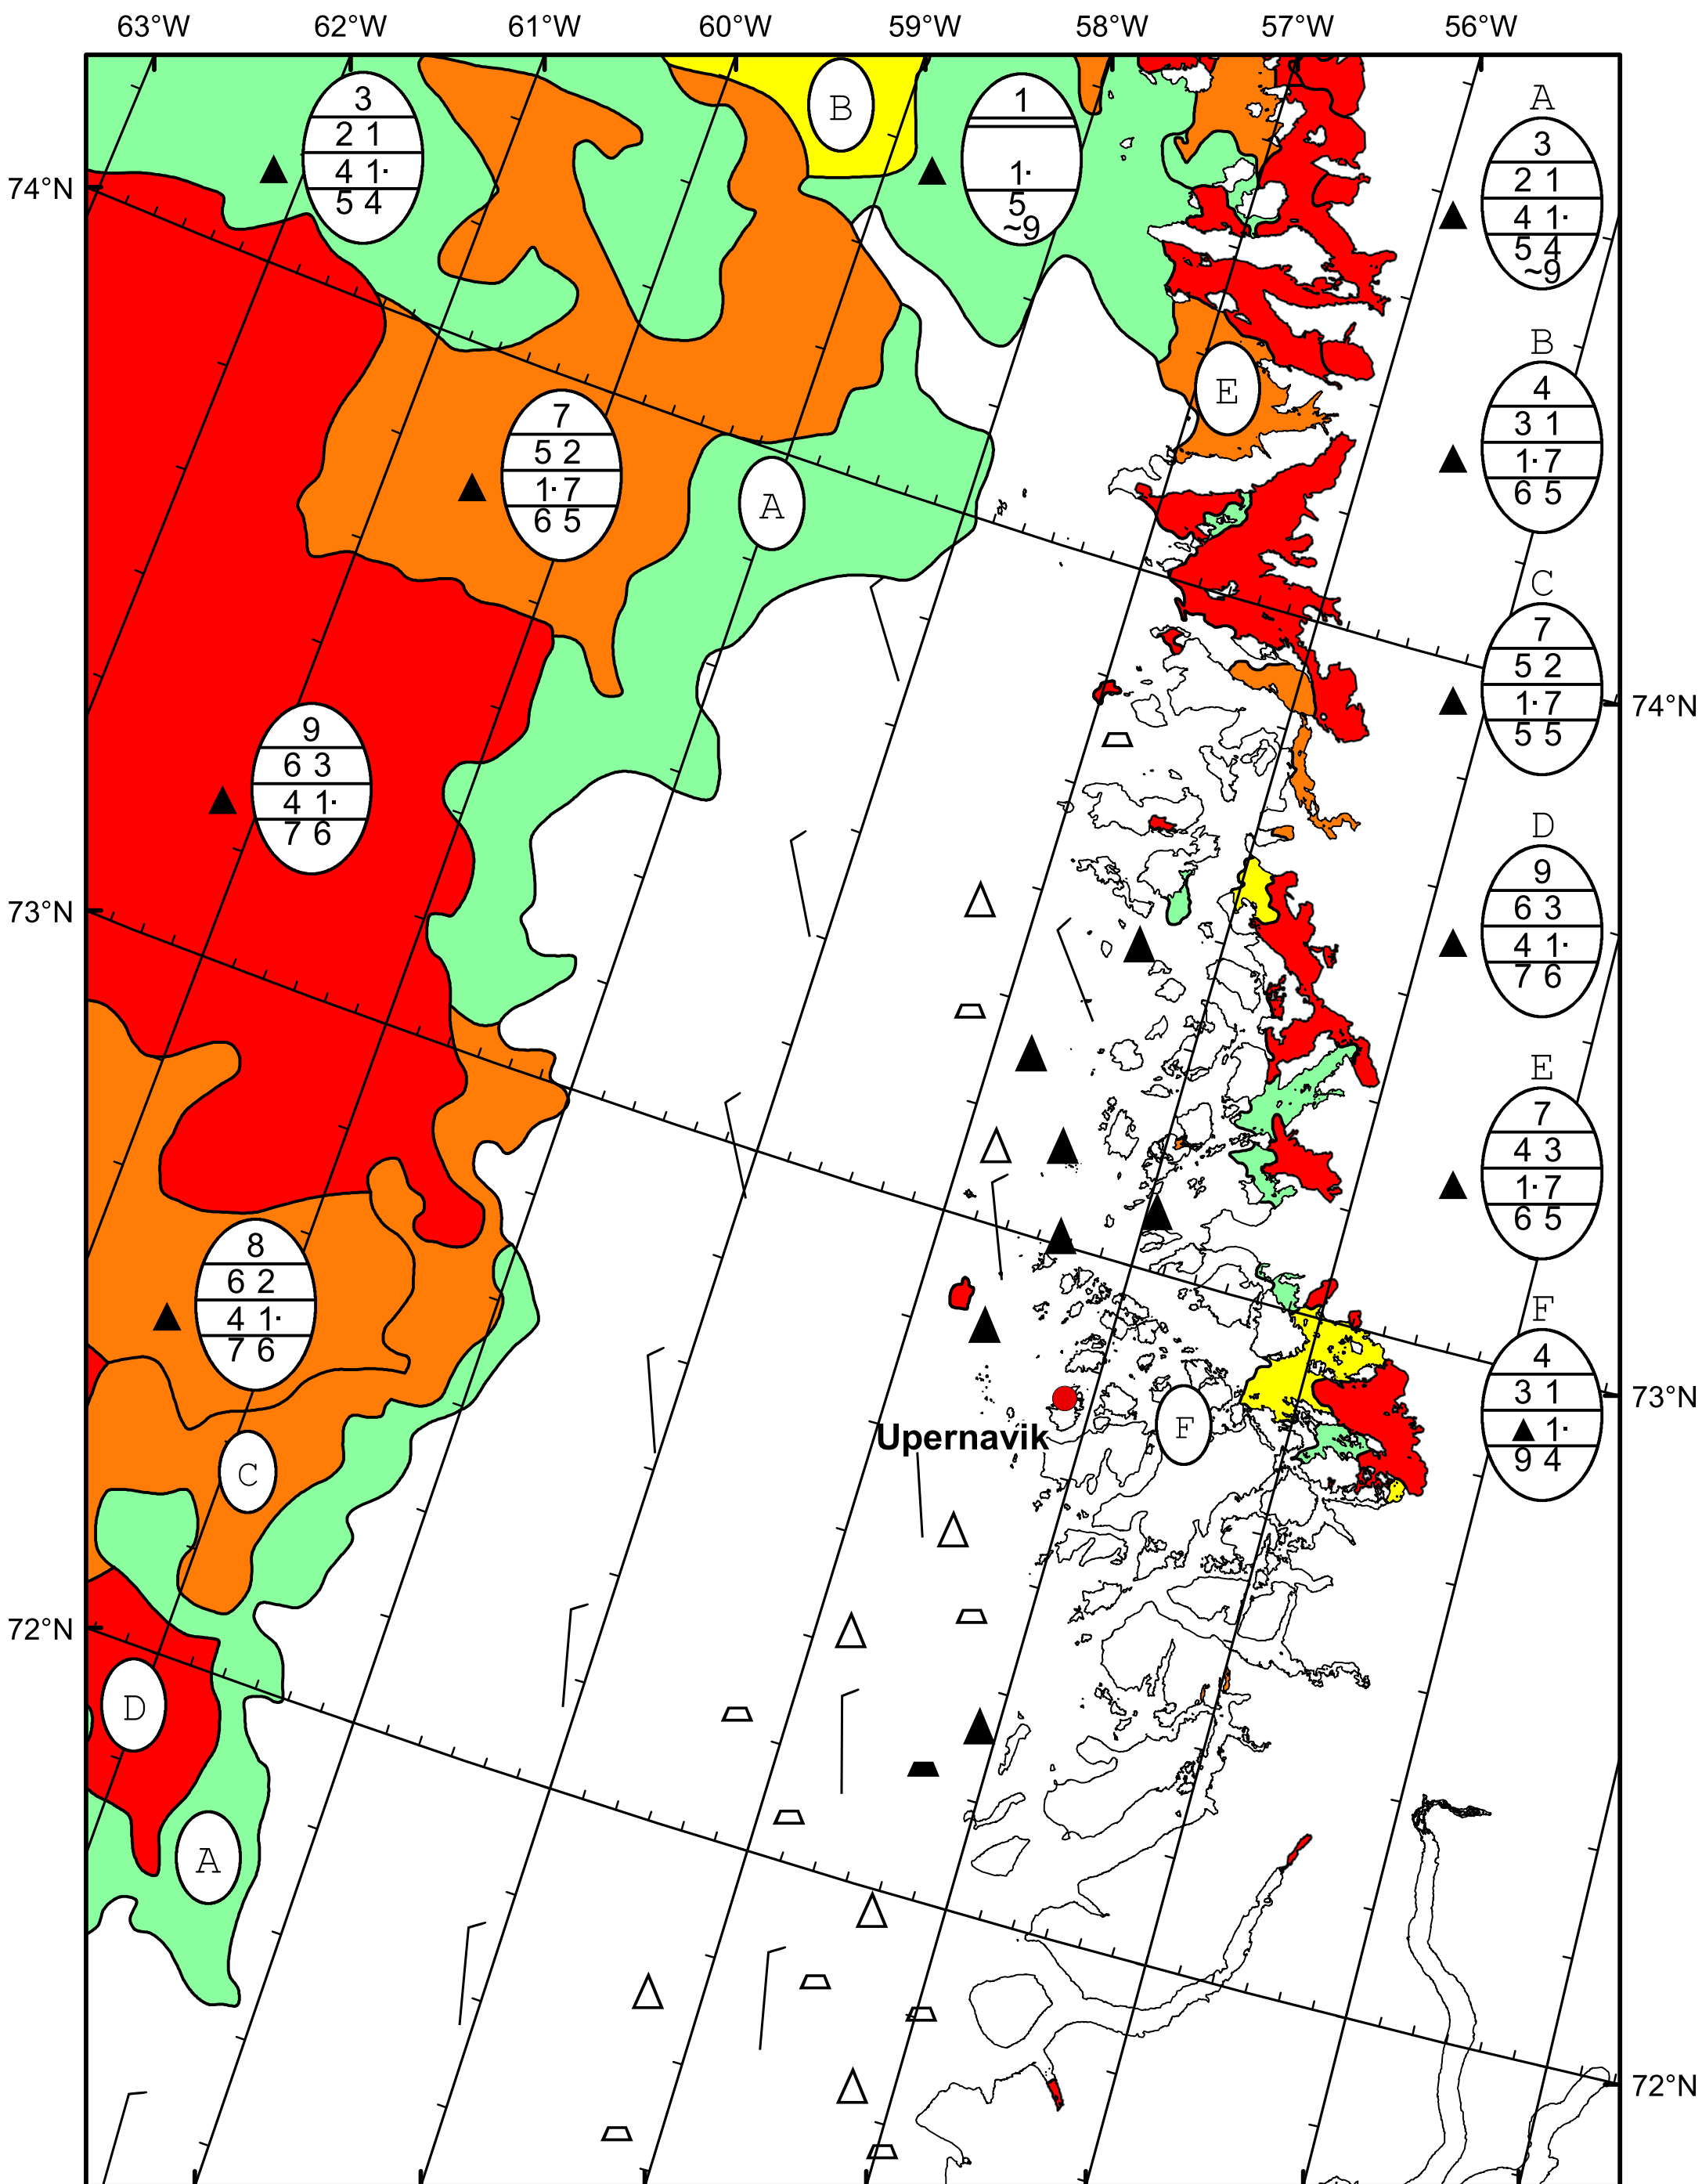 63°W 62°W 61°W 60°W 59°W 58°W 57°W 56°W
74°N
3
2 1
4 1·
5 4
B
1
1·
5
~9
A
3
2 1
4 1·
5 4
~9
E
B
4
3 1
1· 7
6 5
7
5 2
1· 7
6 5
A
C
7
5 2
1· 7
5 5
74°N
9
6 3
4 1·
7 6
73°N
D
9
6 3
4 1·
7 6
E
7
4 3
1· 7
6 5
8
6 2
4 1·
7 6
F
4
3 1
▲ 1·
9 4
73°N
Upernavik
F
C
72°N
D
A
72°N